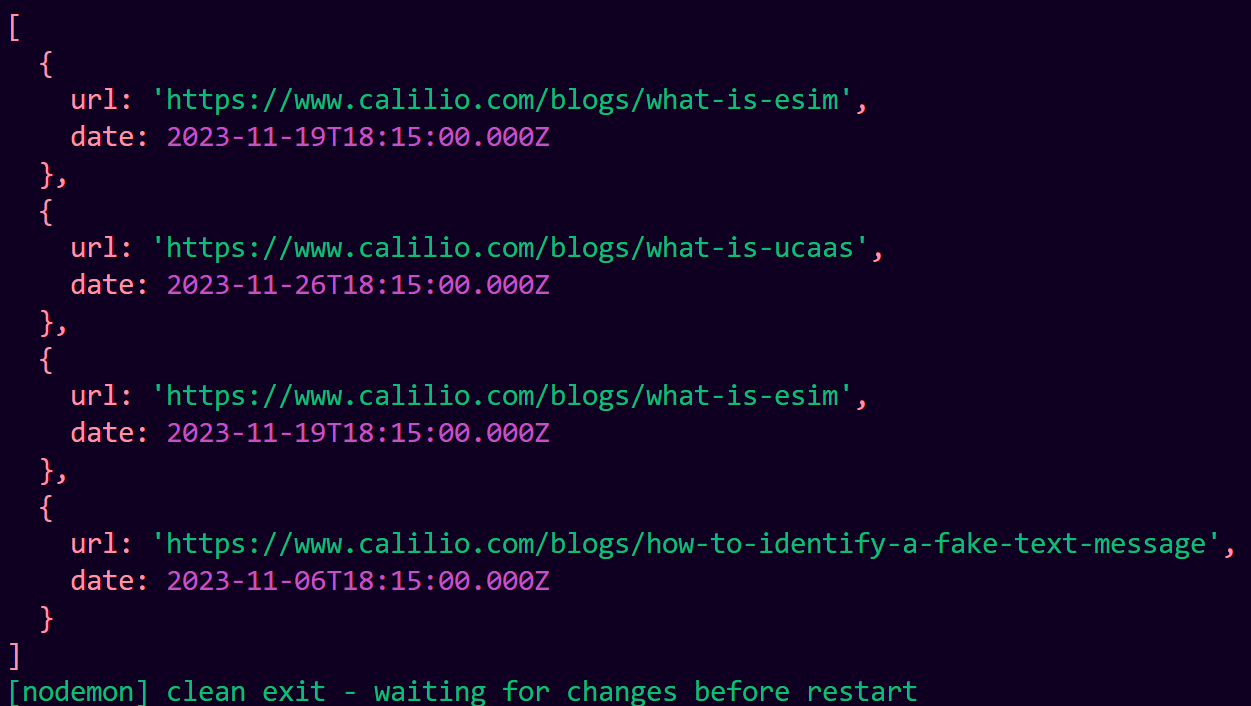 [
  {
    url: 'https://www.calilio.com/blogs/what-is-esim',
    date: 2023-11-19T18:15:00.000Z
  },
  {
    url: 'https://www.calilio.com/blogs/what-is-ucaas',
    date: 2023-11-26T18:15:00.000Z
  },
  {
    url: 'https://www.calilio.com/blogs/what-is-esim',
    date: 2023-11-19T18:15:00.000Z
  },
  {
    url: 'https://www.calilio.com/blogs/how-to-identify-a-fake-text-message',
    date: 2023-11-06T18:15:00.000Z
  }
]
[nodemon] clean exit - waiting for changes before restart